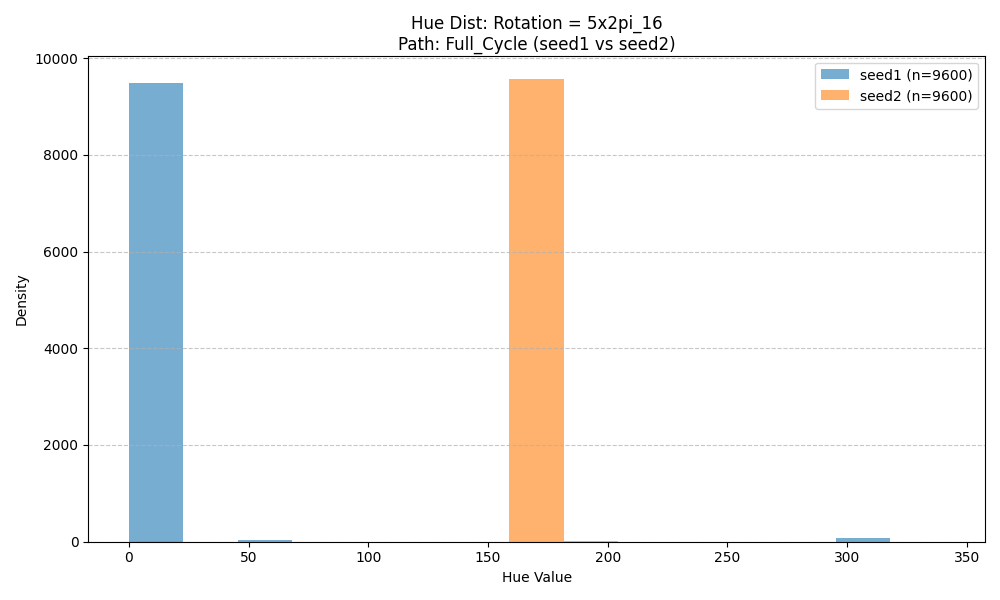 Hue Dist: Rotation = 5x2pi_16
Path: Full_Cycle (seed1 vs seed2)
seed1 (n=9600)
seed2 (n=9600)
Density
10000
8000
6000
4000
2000
0
0 50 100 150 200 250 300 350
Hue Value